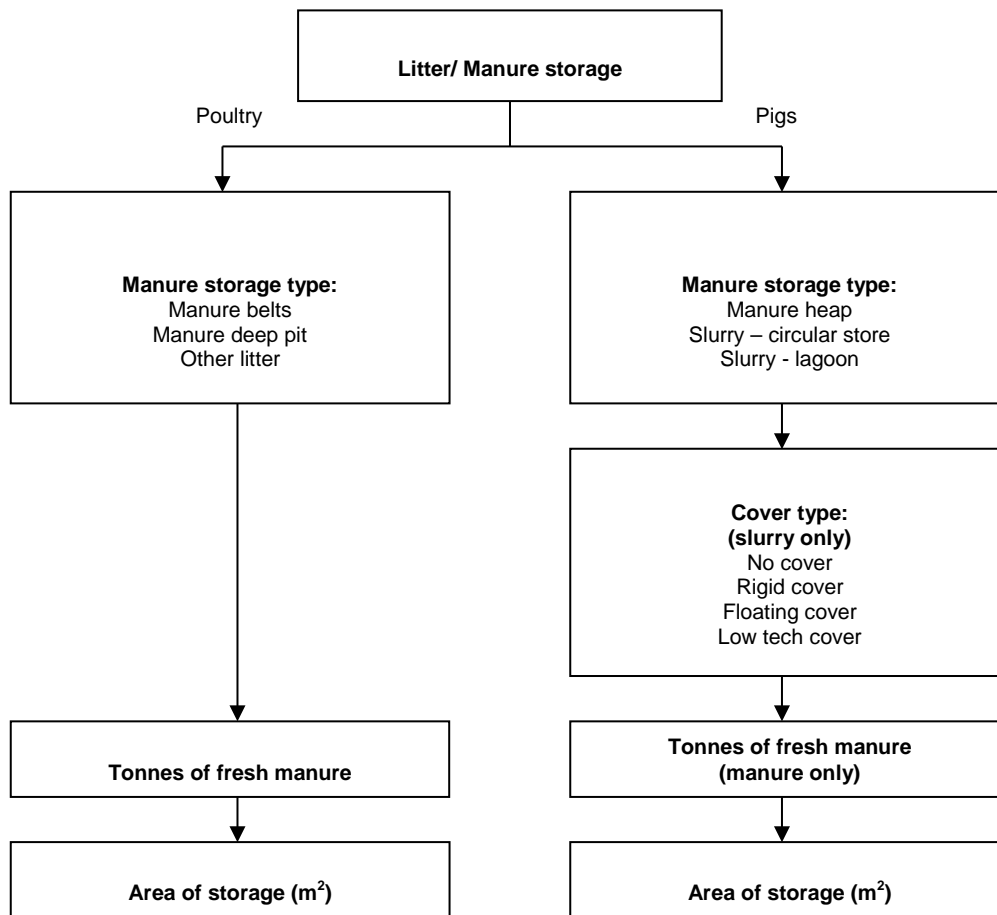 Litter/ Manure storage
Poultry
Pigs
Manure storage type:
Manure belts
Manure deep pit
Other litter
Manure storage type:
Manure heap
Slurry – circular store
Slurry - lagoon
Cover type:
(slurry only)
No cover
Rigid cover
Floating cover
Low tech cover
Tonnes of fresh manure
Tonnes of fresh manure
(manure only)
Area of storage (m²)
Area of storage (m²)